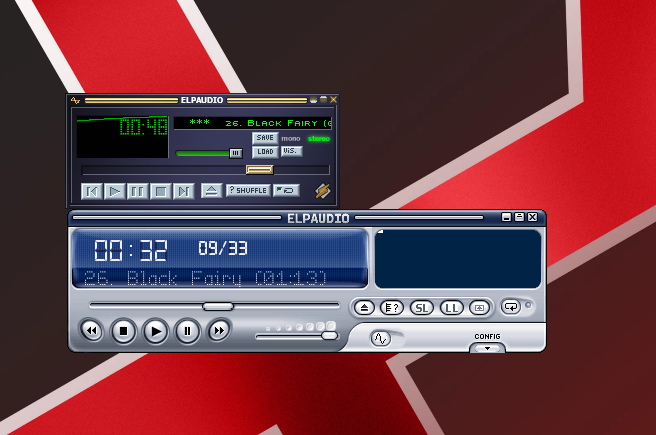 ELPAUDIO
00:48
*** 26. BLACK FAIRY (
SAVE mono stereo
LOAD VIS.
? SHUFFLE
ELPAUDIO
00:32 09/33
26. Black Fairy (01:13)
SL LL
CONFIG